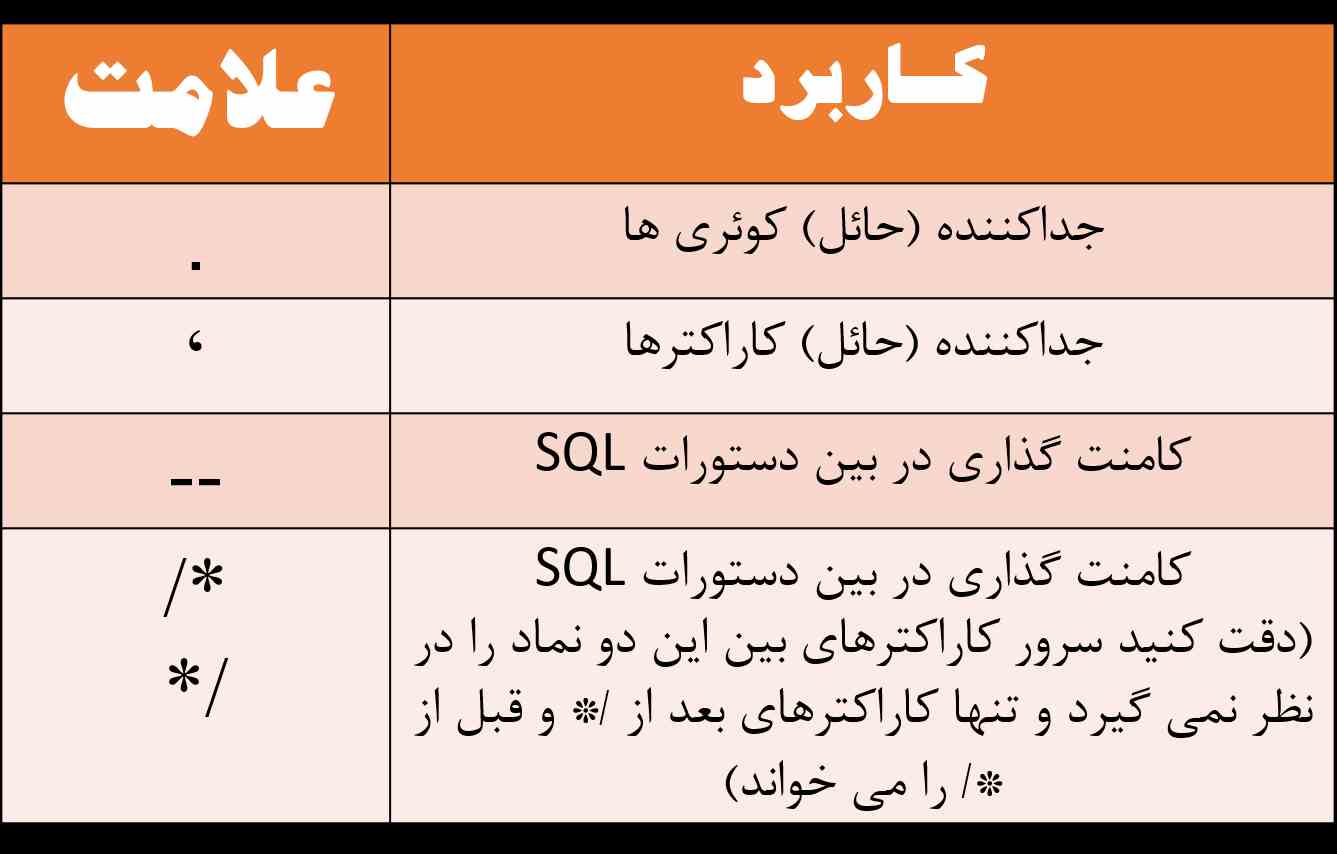 کاربرد
علامت
جداکننده (حائل) کوئری ها
.
جداکننده (حائل) کاراکترها
‘
کامنت گذاری در بین دستورات SQL
--
کامنت گذاری در بین دستورات SQL
(دقت کنید سرور کاراکترهای بین این دو نماد را در
نظر نمی گیرد و تنها کاراکترهای بعد از /* و قبل از
*/ را می خواند)
/*
*/